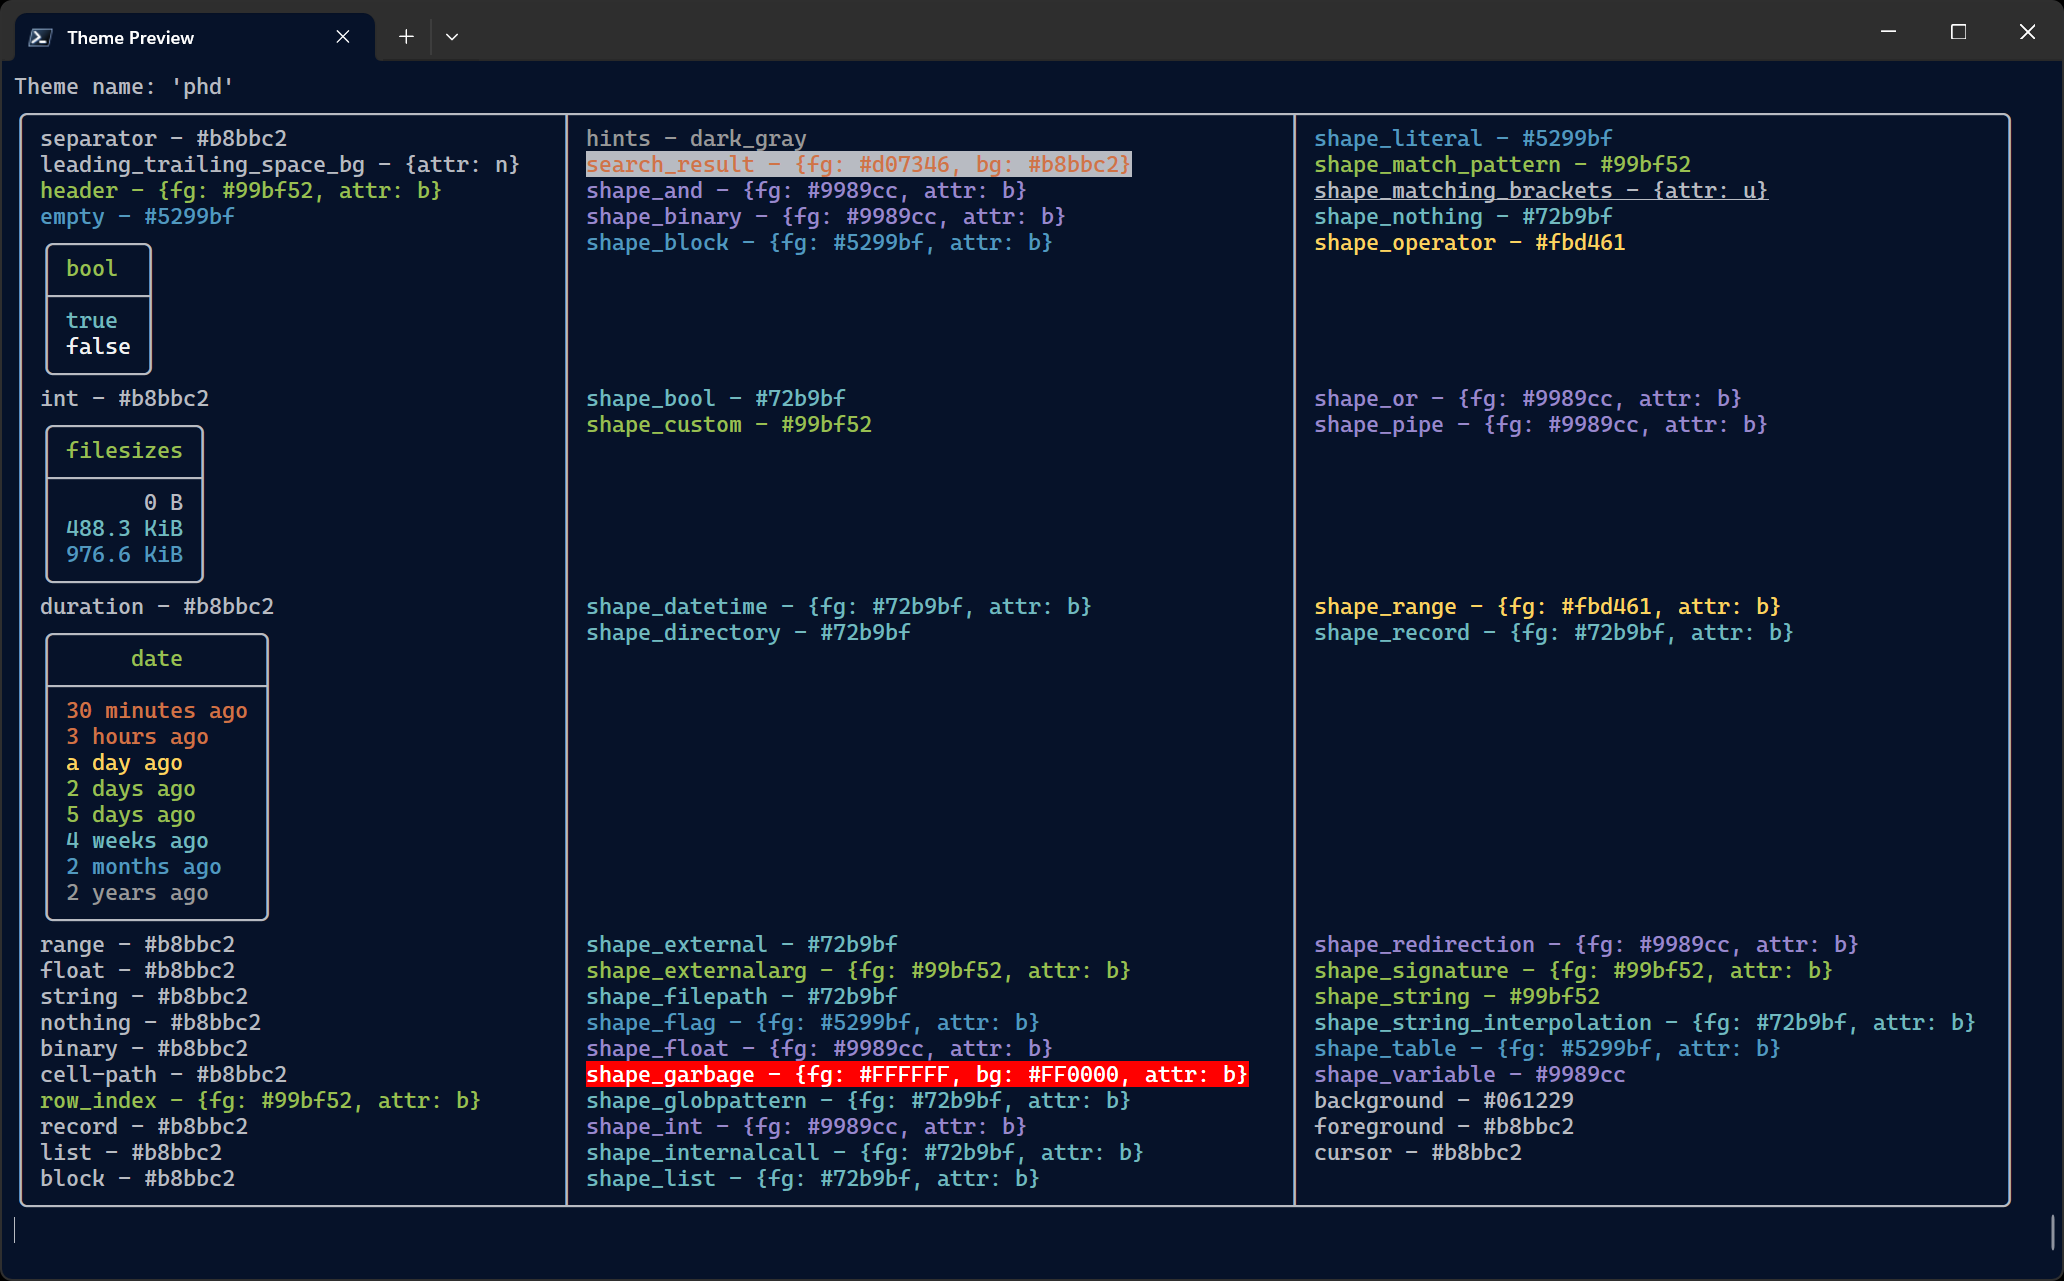 Theme Preview
Theme name: 'phd'
separator - #b8bbc2
leading_trailing_space_bg - {attr: n}
header - {fg: #99bf52, attr: b}
empty - #5299bf
bool
true
false
int - #b8bbc2
filesizes
0 B
488.3 KiB
976.6 KiB
duration - #b8bbc2
date
30 minutes ago
3 hours ago
a day ago
2 days ago
5 days ago
4 weeks ago
2 months ago
2 years ago
range - #b8bbc2
float - #b8bbc2
string - #b8bbc2
nothing - #b8bbc2
binary - #b8bbc2
cell-path - #b8bbc2
row_index - {fg: #99bf52, attr: b}
record - #b8bbc2
list - #b8bbc2
block - #b8bbc2
hints - dark_gray
search_result - {fg: #d07346, bg: #b8bbc2}
shape_and - {fg: #9989cc, attr: b}
shape_binary - {fg: #9989cc, attr: b}
shape_block - {fg: #5299bf, attr: b}
shape_bool - #72b9bf
shape_custom - #99bf52
shape_datetime - {fg: #72b9bf, attr: b}
shape_directory - #72b9bf
shape_external - #72b9bf
shape_externalarg - {fg: #99bf52, attr: b}
shape_filepath - #72b9bf
shape_flag - {fg: #5299bf, attr: b}
shape_float - {fg: #9989cc, attr: b}
shape_garbage - {fg: #FFFFFF, bg: #FF0000, attr: b}
shape_globpattern - {fg: #72b9bf, attr: b}
shape_int - {fg: #9989cc, attr: b}
shape_internalcall - {fg: #72b9bf, attr: b}
shape_list - {fg: #72b9bf, attr: b}
shape_literal - #5299bf
shape_match_pattern - #99bf52
shape_matching_brackets - {attr: u}
shape_nothing - #72b9bf
shape_operator - #fbd461
shape_or - {fg: #9989cc, attr: b}
shape_pipe - {fg: #9989cc, attr: b}
shape_range - {fg: #fbd461, attr: b}
shape_record - {fg: #72b9bf, attr: b}
shape_redirection - {fg: #9989cc, attr: b}
shape_signature - {fg: #99bf52, attr: b}
shape_string - #99bf52
shape_string_interpolation - {fg: #72b9bf, attr: b}
shape_table - {fg: #5299bf, attr: b}
shape_variable - #9989cc
background - #061229
foreground - #b8bbc2
cursor - #b8bbc2